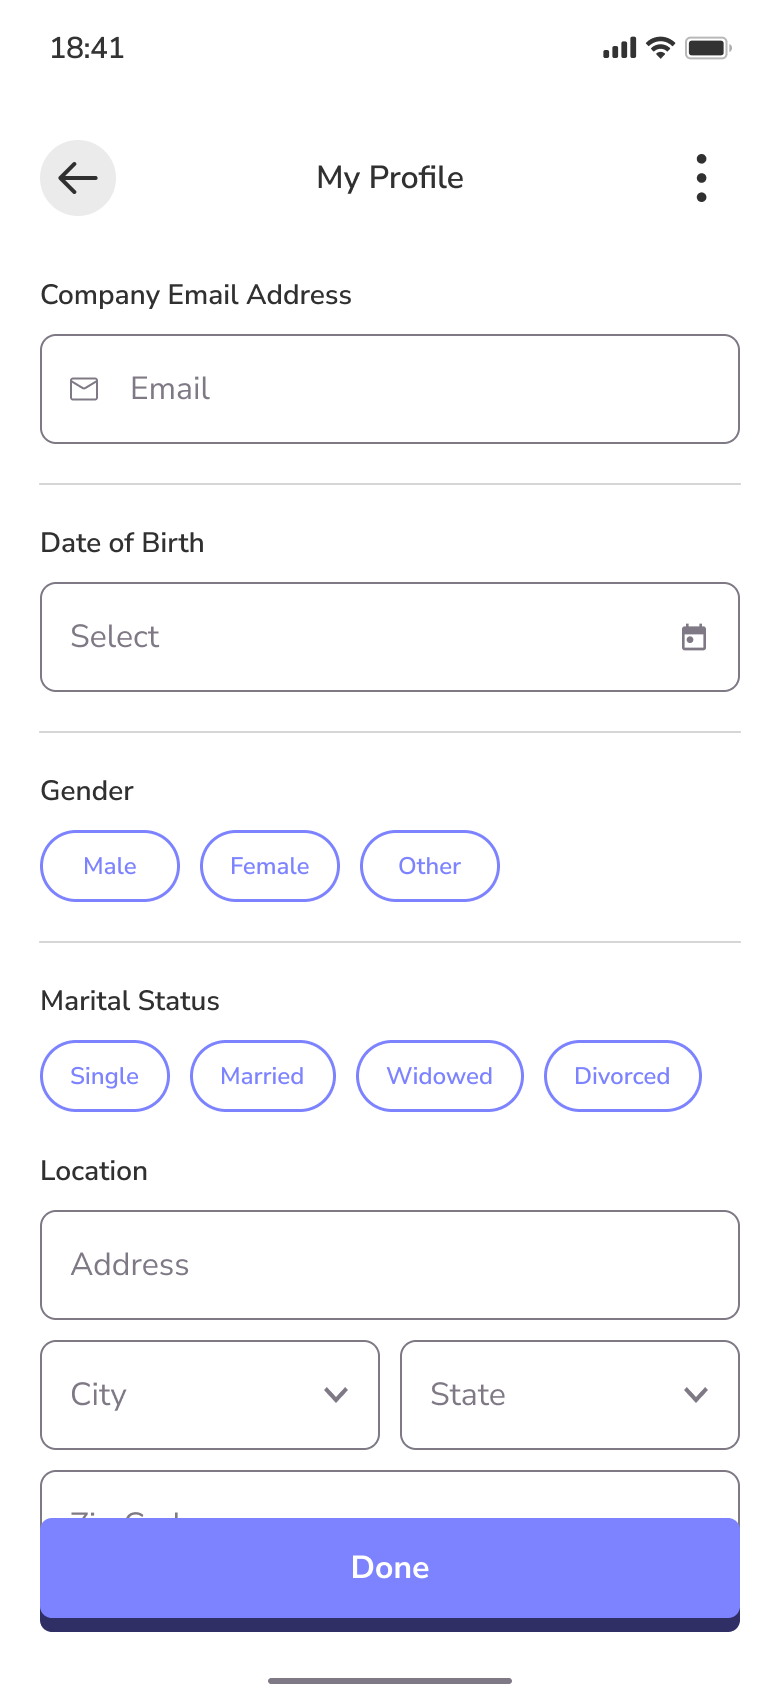 18:41
My Profile
Company Email Address
Email
Date of Birth
Select
Gender
Male Female Other
Marital Status
Single Married Widowed Divorced
Location
Address
City State
Done